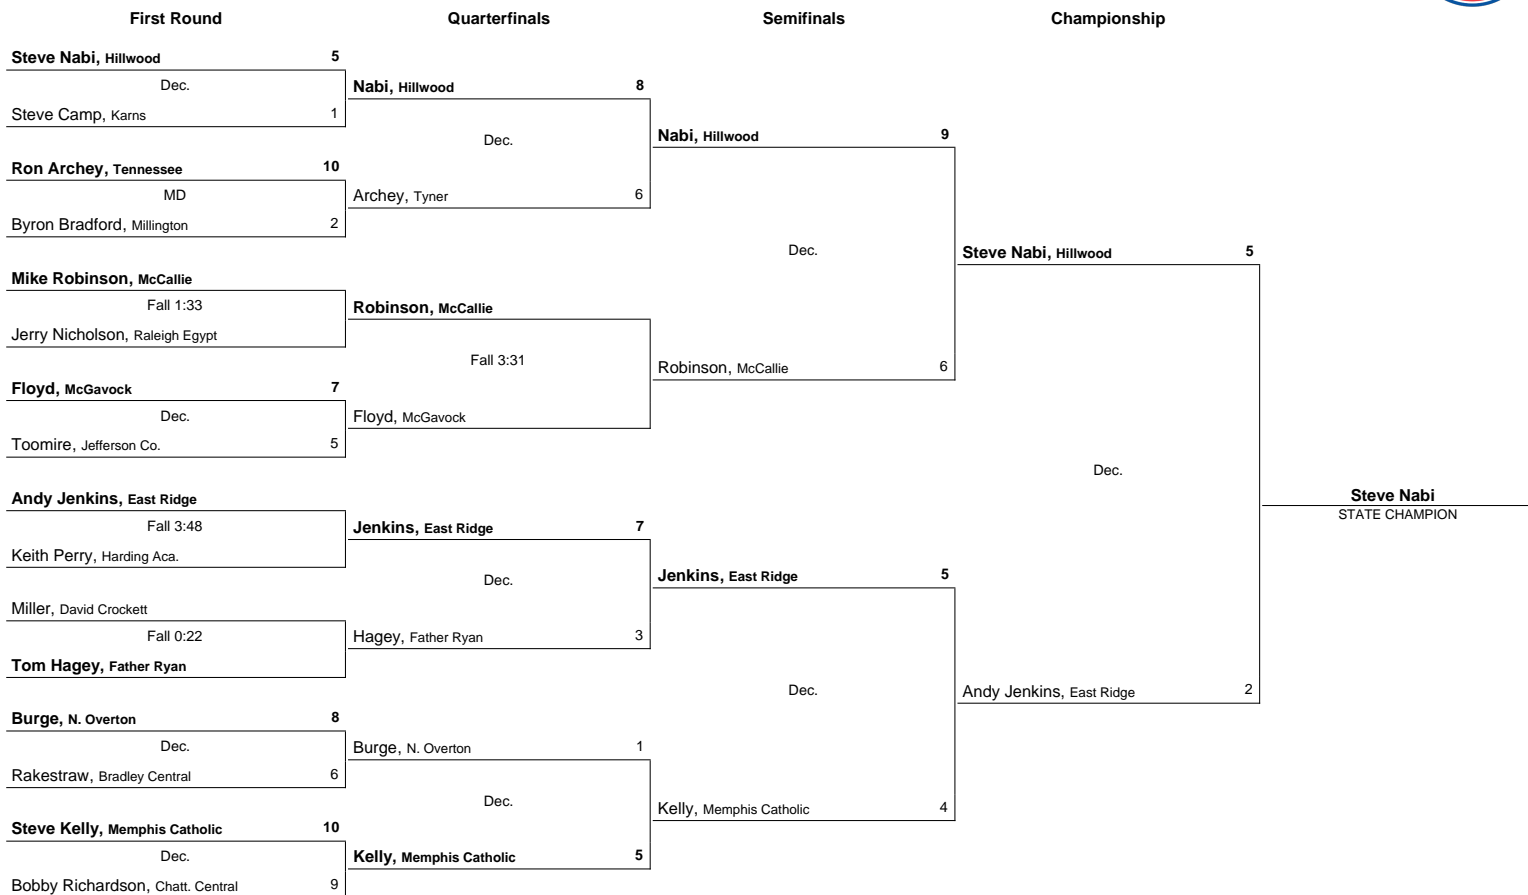 First Round Quarterfinals Semifinals Championship
Steve Nabi, Hillwood 5
Dec.
Steve Camp, Karns 1
Ron Archey, Tennessee 10
MD
Byron Bradford, Millington 2
Mike Robinson, McCallie
Fall 1:33
Jerry Nicholson, Raleigh Egypt
Floyd, McGavock 7
Dec.
Toomire, Jefferson Co. 5
Andy Jenkins, East Ridge
Fall 3:48
Keith Perry, Harding Aca.
Miller, David Crockett
Fall 0:22
Tom Hagey, Father Ryan
Burge, N. Overton 8
Dec.
Rakestraw, Bradley Central 6
Steve Kelly, Memphis Catholic 10
Dec.
Bobby Richardson, Chatt. Central 9
Nabi, Hillwood 8
Dec.
Archey, Tyner 6
Robinson, McCallie
Fall 3:31
Floyd, McGavock
Jenkins, East Ridge 7
Dec.
Hagey, Father Ryan 3
Burge, N. Overton 1
Dec.
Kelly, Memphis Catholic 5
Nabi, Hillwood 9
Dec.
Robinson, McCallie 6
Jenkins, East Ridge 5
Dec.
Kelly, Memphis Catholic 4
Steve Nabi, Hillwood 5
Dec.
Andy Jenkins, East Ridge 2
Steve Nabi
STATE CHAMPION